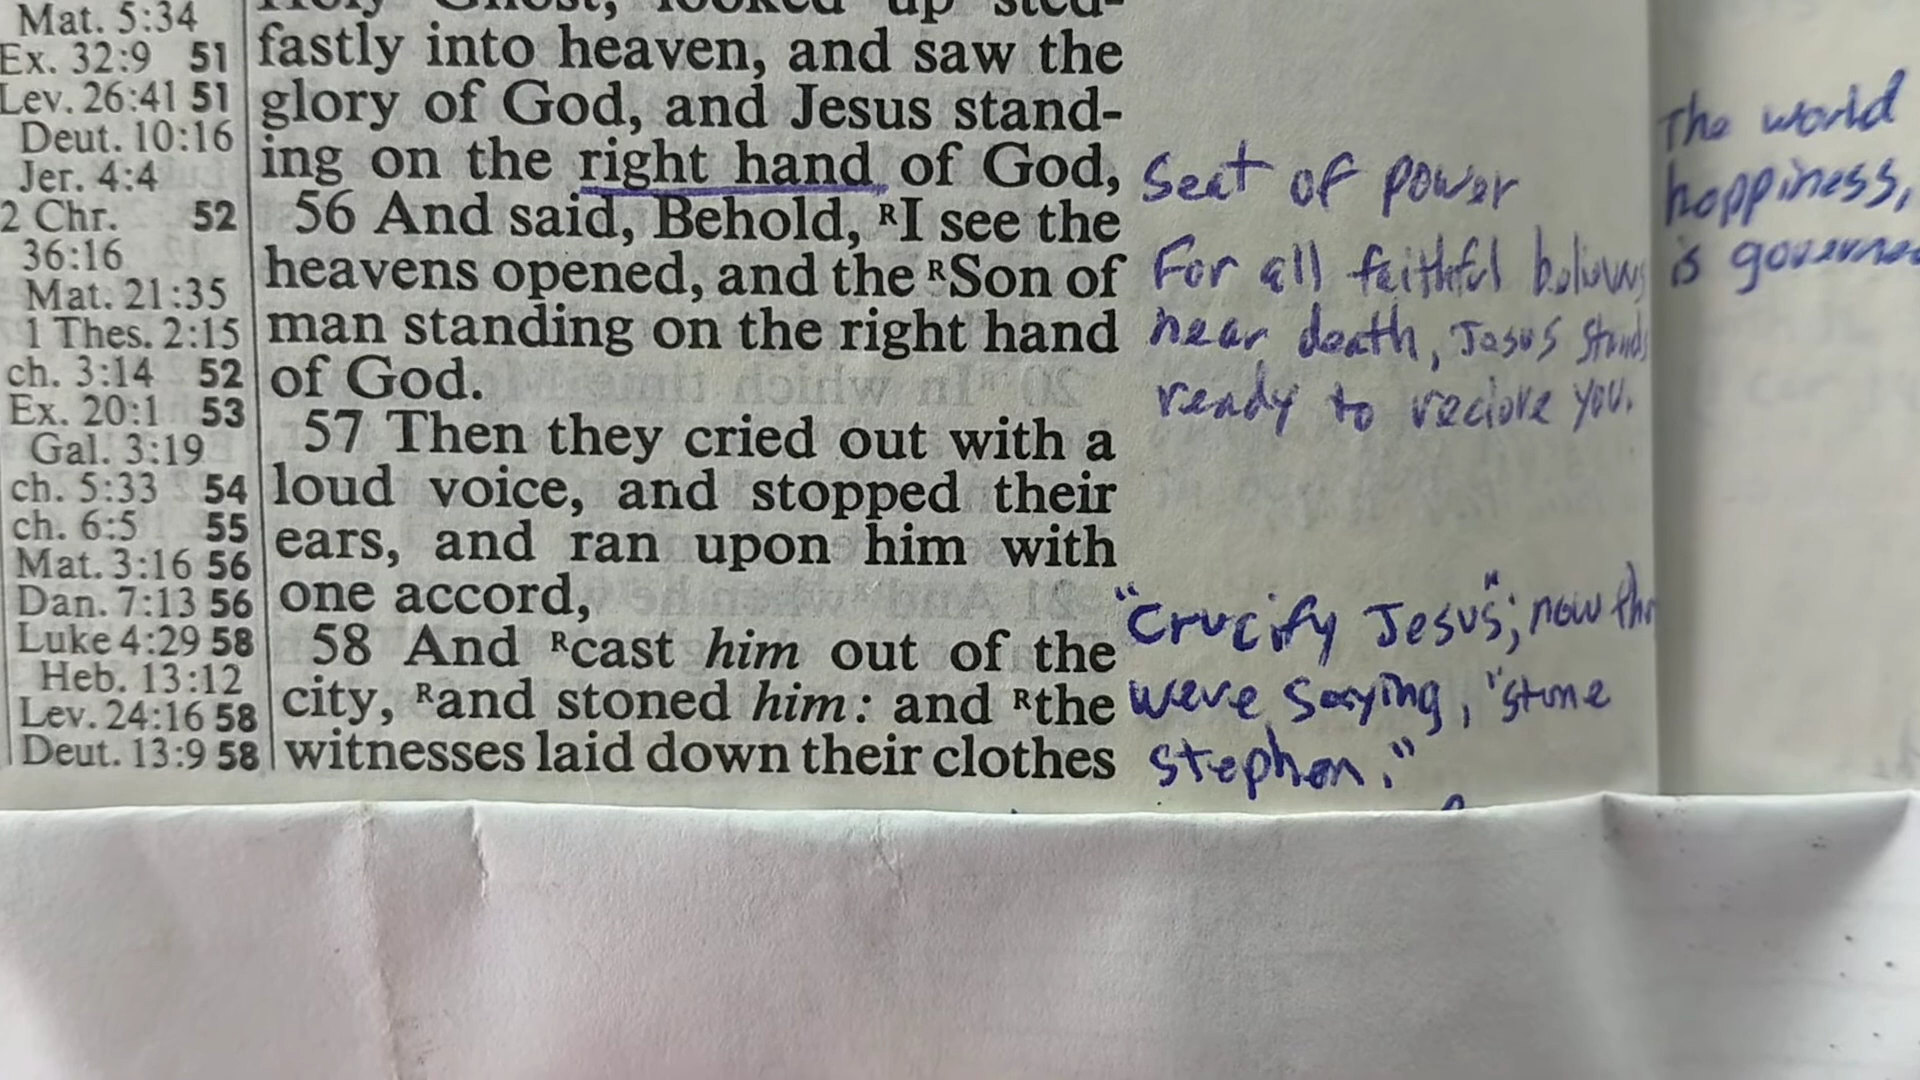 Mat. 5:34
Ex. 32:9 51
Lev. 26:41 51
Deut. 10:16
Jer. 4:4
2 Chr. 52
36:16
Mat. 21:35
1 Thes. 2:15
ch. 3:14 52
Ex. 20:1 53
Gal. 3:19
ch. 5:33 54
ch. 6:5 55
Mat. 3:16 56
Dan. 7:13 56
Luke 4:29 58
Heb. 13:12
Lev. 24:16 58
Deut. 13:9 58
Holy Ghost, looked up sted-
fastly into heaven, and saw the
glory of God, and Jesus stand-
ing on the right hand of God,
56 And said, Behold, ᴿI see the
heavens opened, and the ᴿSon of
man standing on the right hand
of God.
57 Then they cried out with a
loud voice, and stopped their
ears, and ran upon him with
one accord,
58 And ᴿcast him out of the
city, ᴿand stoned him: and ᴿthe
witnesses laid down their clothes
Seat of power
For all faithful
near death, Jesus stands
ready to recieve you.
"Crucify Jesus"; now
were saying, "stone
Stephen."
The world
happiness,
is